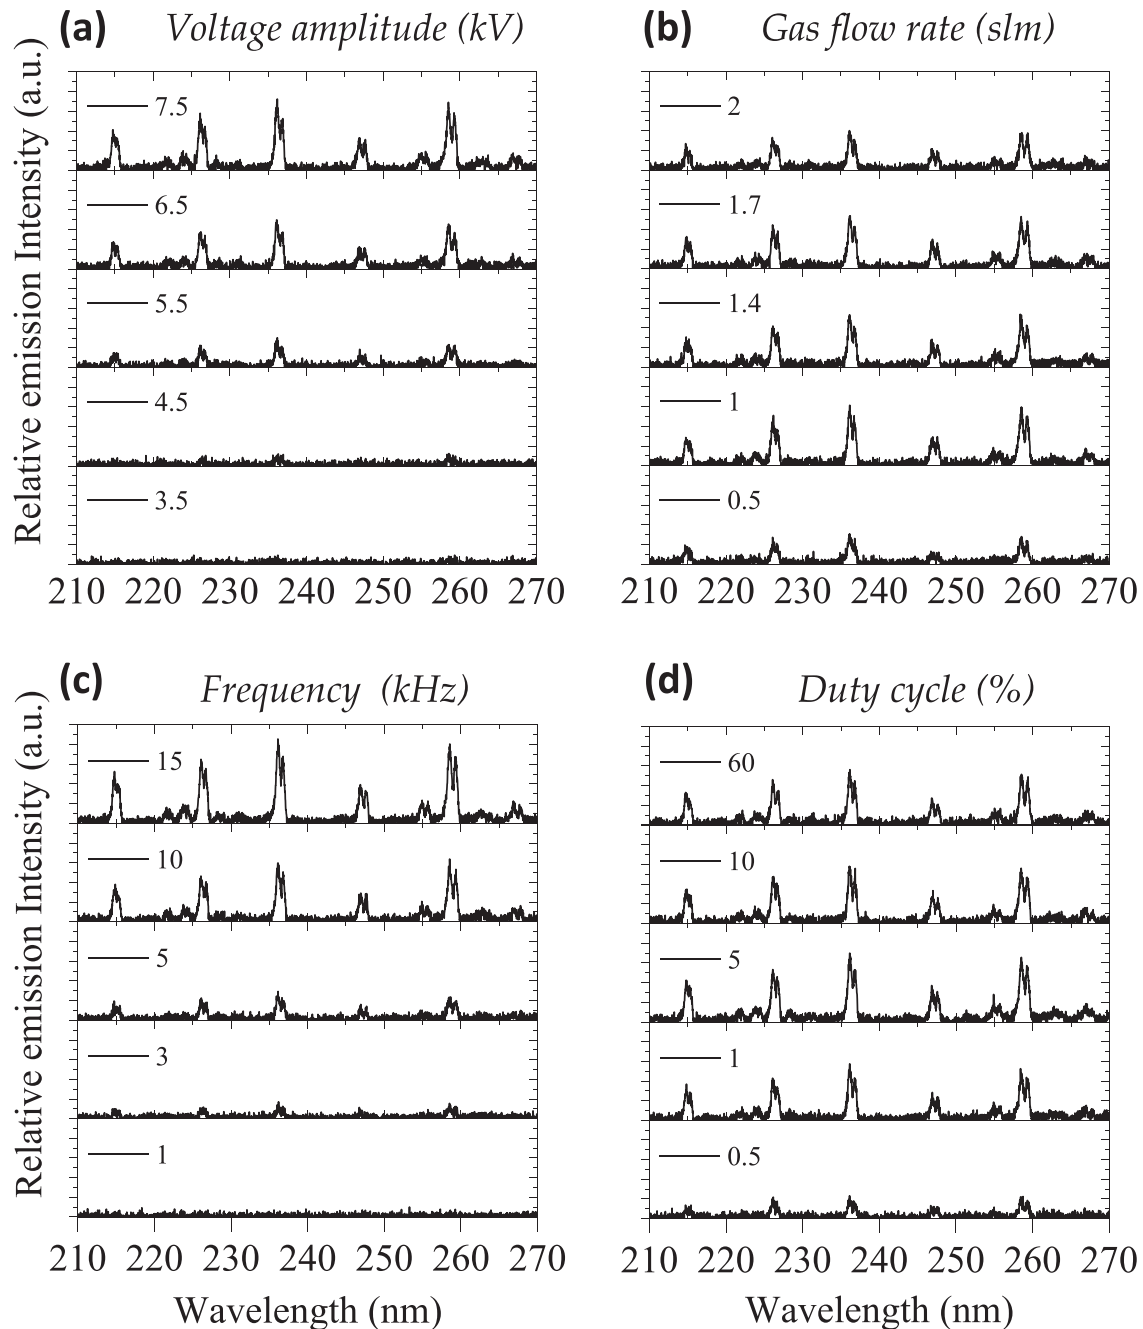 (a) Voltage amplitude (kV)
Relative emission Intensity (a.u.)
7.5
6.5
5.5
4.5
3.5
210 220 230 240 250 260 270
(b) Gas flow rate (slm)
2
1.7
1.4
1
0.5
210 220 230 240 250 260 270
(c) Frequency (kHz)
Relative emission Intensity (a.u.)
15
10
5
3
1
210 220 230 240 250 260 270
Wavelength (nm)
(d) Duty cycle (%)
60
10
5
1
0.5
210 220 230 240 250 260 270
Wavelength (nm)